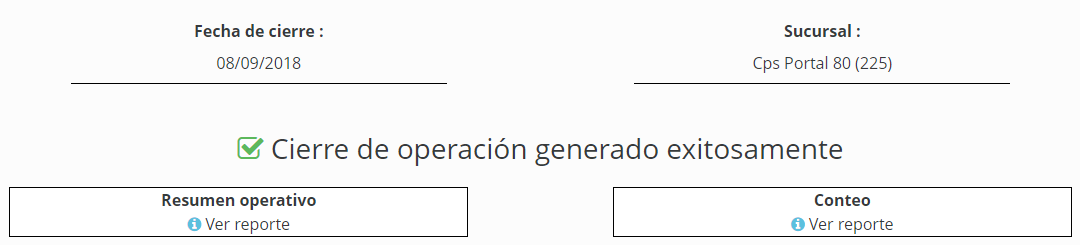 Fecha de cierre :
08/09/2018
Sucursal :
Cps Portal 80 (225)
Cierre de operación generado exitosamente
Resumen operativo
Ver reporte
Conteo
Ver reporte